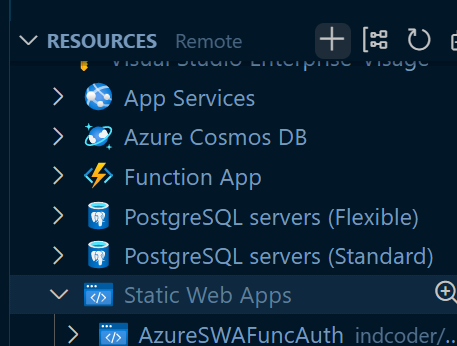 RESOURCES Remote
Visual Studio Enterprise Visage
App Services
Azure Cosmos DB
Function App
PostgreSQL servers (Flexible)
PostgreSQL servers (Standard)
Static Web Apps
AzureSWAFuncAuth indcoder/...